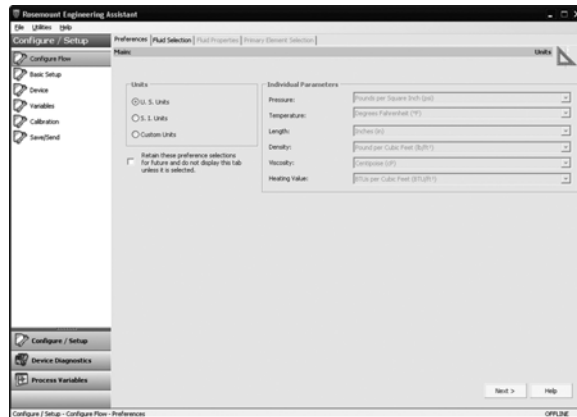 Rosemount Engineering Assistant
File Utilities Help
Configure / Setup
Preferences Fluid Selection Fluid Properties Primary Element Selection
Main: Units
Configure Flow
Basic Setup
Device
Variables
Calibration
Save/Send
Units
U. S. Units
S. I. Units
Custom Units
Retain these preference selections
for future and do not display this tab
unless it is selected.
Individual Parameters
Pressure: Pounds per Square Inch (psi)
Temperature: Degrees Fahrenheit (°F)
Length: Inches (in)
Density: Pound per Cubic Feet (lb/ft³)
Viscosity: Centipoise (cP)
Heating Value: BTUs per Cubic Feet (BTU/ft³)
Configure / Setup
Device Diagnostics
Process Variables
Next > Help
Configure / Setup - Configure Flow - Preferences OFFLINE